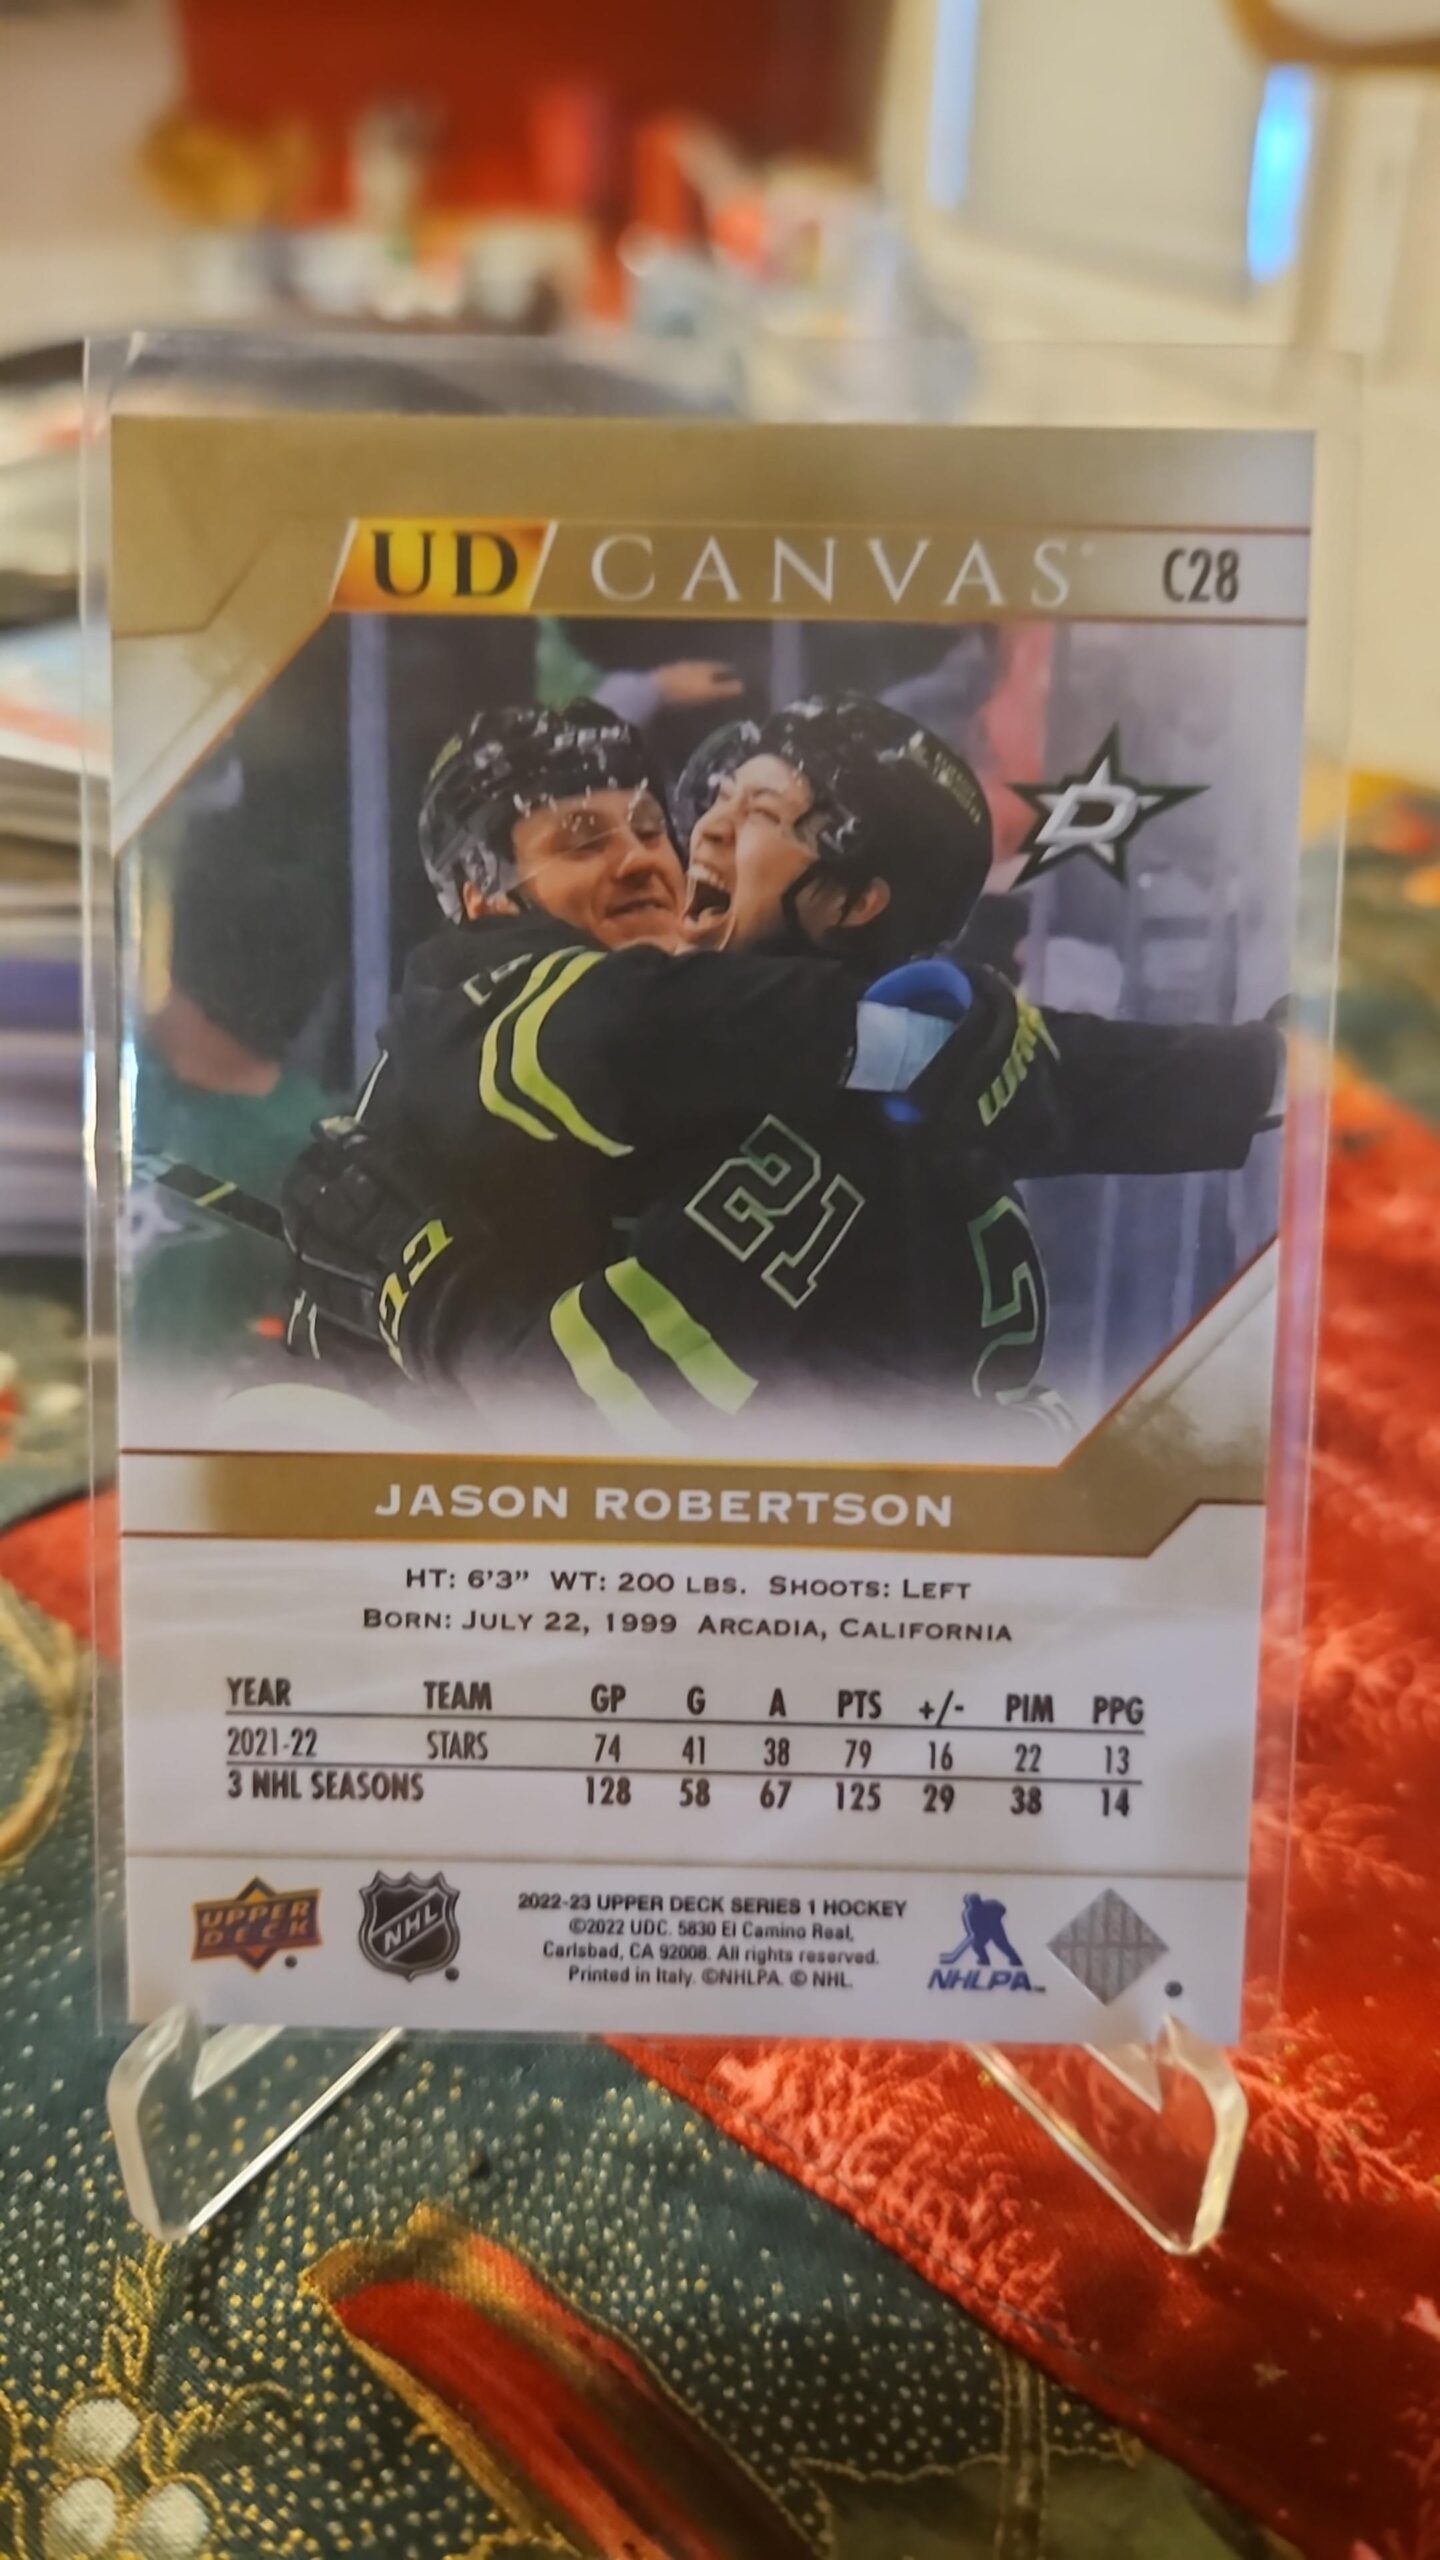 UD CANVAS C28
CCM
21
JASON ROBERTSON
HT: 6'3" WT: 200 LBS. SHOOTS: LEFT
BORN: JULY 22, 1999 ARCADIA, CALIFORNIA
YEAR TEAM GP G A PTS +/- PIM PPG
2021-22 STARS 74 41 38 79 16 22 13
3 NHL SEASONS 128 58 67 125 29 38 14
UPPER DECK
NHL
2022-23 UPPER DECK SERIES 1 HOCKEY
©2022 UDC. 5830 El Camino Real,
Carlsbad, CA 92008. All rights reserved.
Printed in Italy. ©NHLPA. © NHL.
NHLPA™